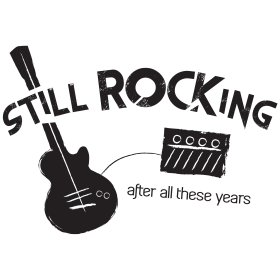 STILL ROCKING
after all these years